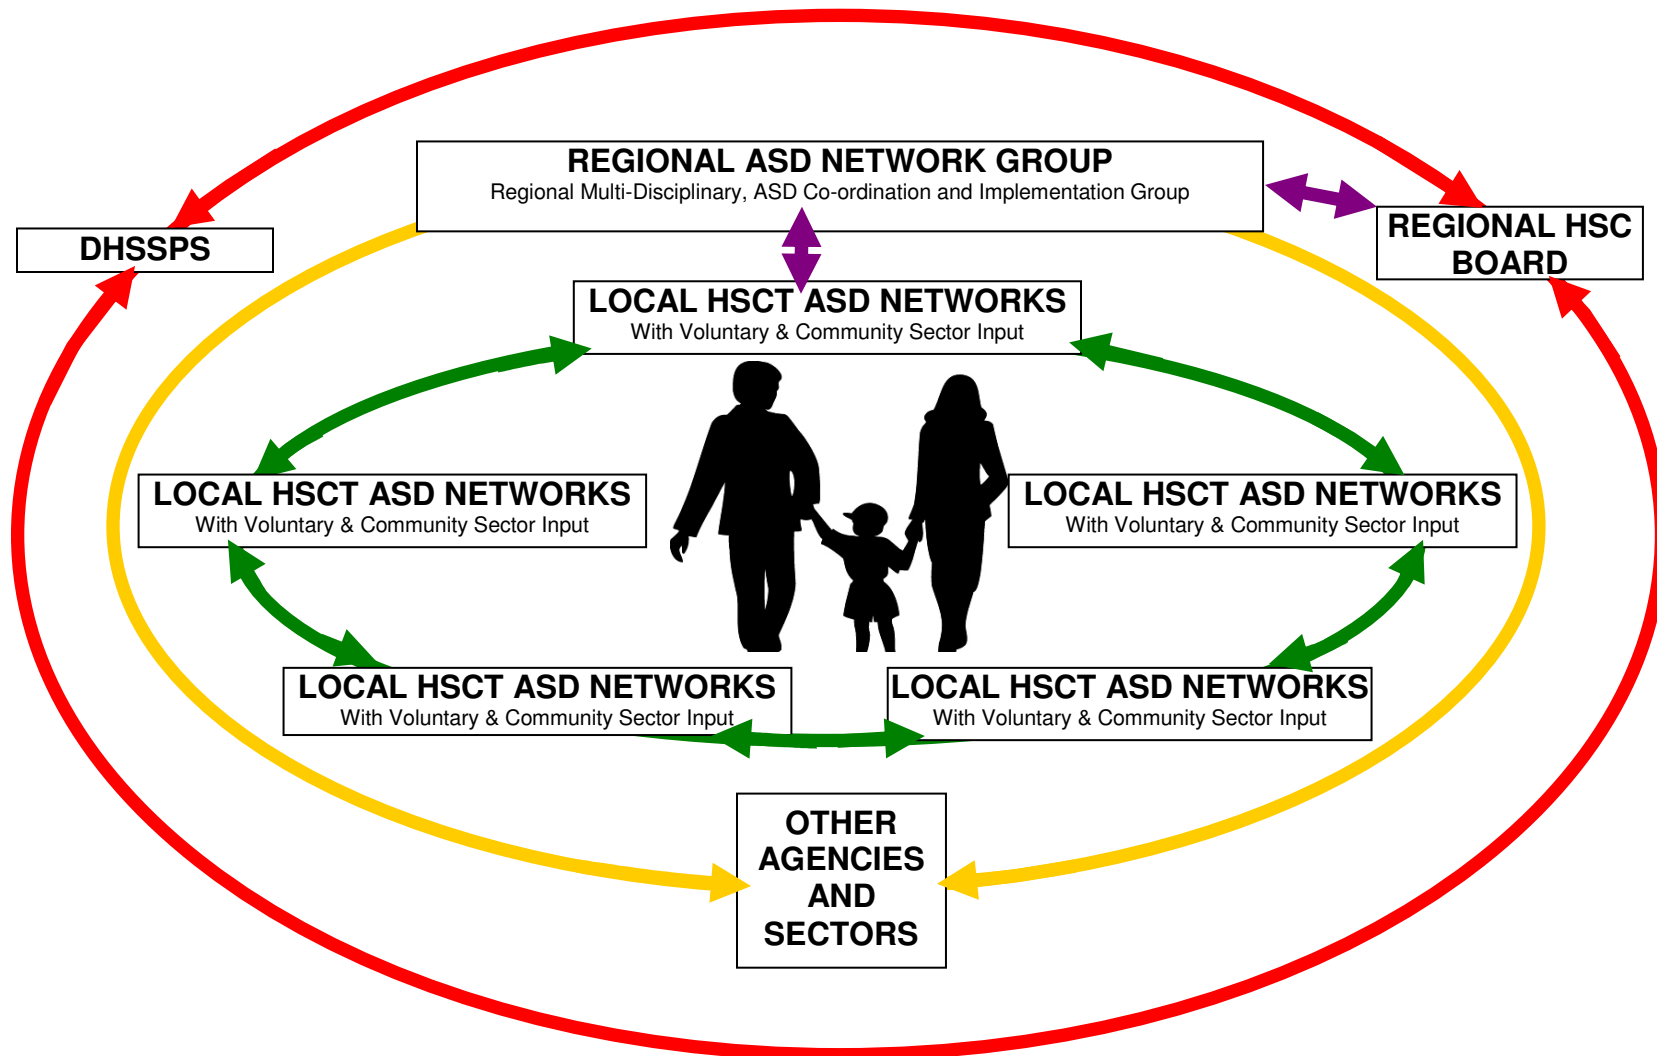 REGIONAL ASD NETWORK GROUP
Regional Multi-Disciplinary, ASD Co-ordination and Implementation Group
DHSSPS
REGIONAL HSC
BOARD
LOCAL HSCT ASD NETWORKS
With Voluntary & Community Sector Input
LOCAL HSCT ASD NETWORKS
With Voluntary & Community Sector Input
LOCAL HSCT ASD NETWORKS
With Voluntary & Community Sector Input
LOCAL HSCT ASD NETWORKS
With Voluntary & Community Sector Input
LOCAL HSCT ASD NETWORKS
With Voluntary & Community Sector Input
OTHER
AGENCIES
AND
SECTORS